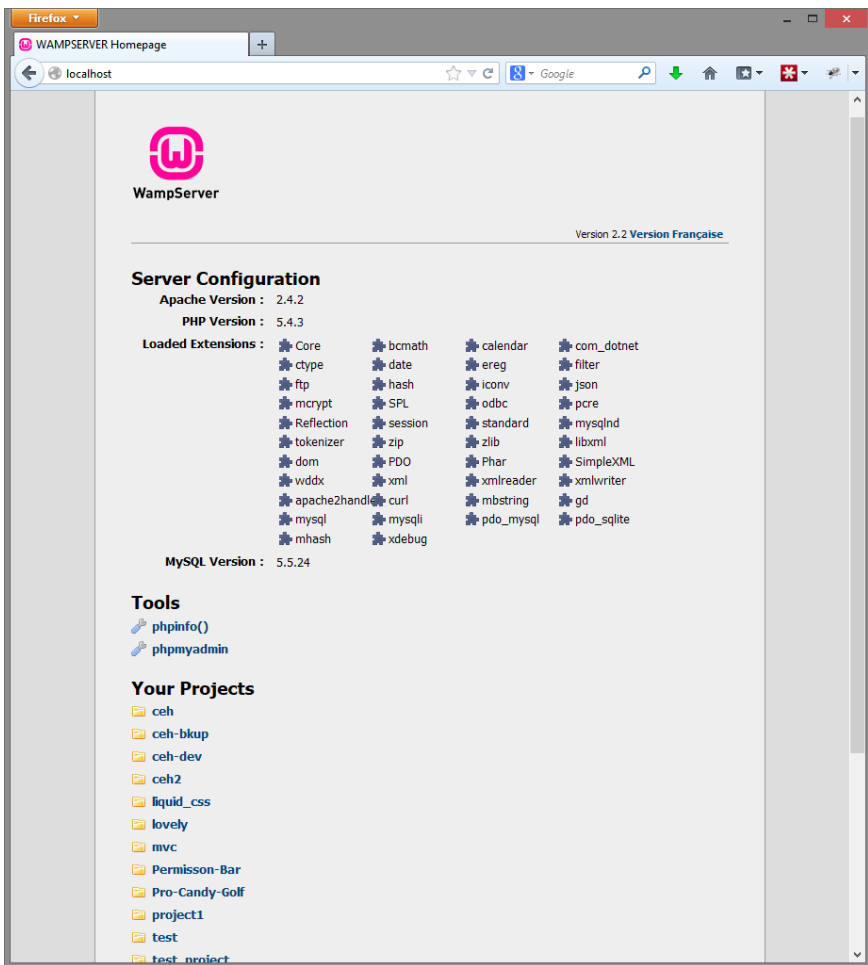 Firefox
WAMPSERVER Homepage
localhost
8 Google
WampServer
Version 2.2 Version Française
Server Configuration
Apache Version : 2.4.2
PHP Version : 5.4.3
Loaded Extensions : Core bcmath calendar com_dotnet
ctype date ereg filter
ftp hash iconv json
mcrypt SPL odbc pcre
Reflection session standard mysqlnd
tokenizer zip zlib libxml
dom PDO Phar SimpleXML
wddx xml xmlreader xmlwriter
apache2handle curl mbstring gd
mysql mysqli pdo_mysql pdo_sqlite
mhash xdebug
MySQL Version : 5.5.24
Tools
phpinfo()
phpmyadmin
Your Projects
ceh
ceh-bkup
ceh-dev
ceh2
liquid_css
lovely
mvc
Permisson-Bar
Pro-Candy-Golf
project1
test
test_project